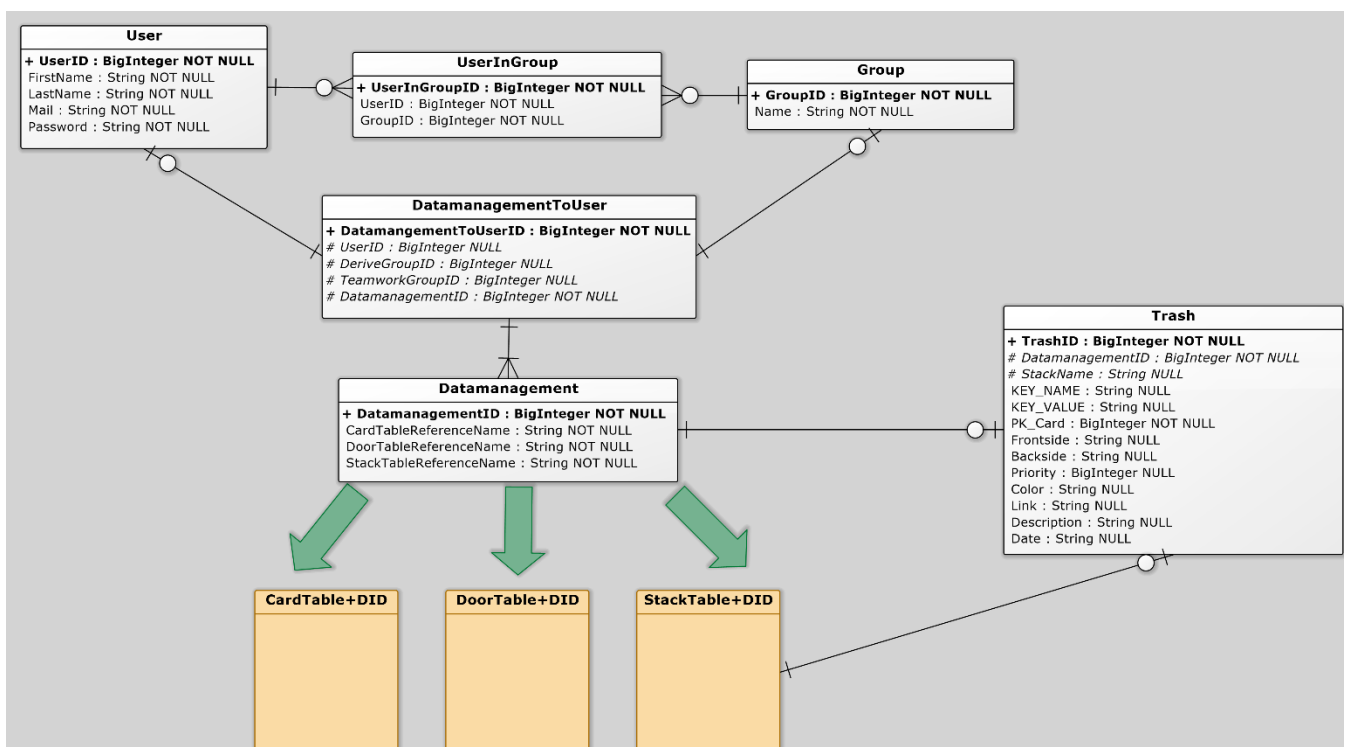 User
+ UserID : BigInteger NOT NULL
FirstName : String NOT NULL
LastName : String NOT NULL
Mail : String NOT NULL
Password : String NOT NULL
UserInGroup
+ UserInGroupID : BigInteger NOT NULL
UserID : BigInteger NOT NULL
GroupID : BigInteger NOT NULL
Group
+ GroupID : BigInteger NOT NULL
Name : String NOT NULL
DatamanagementToUser
+ DatamangementToUserID : BigInteger NOT NULL
# UserID : BigInteger NULL
# DeriveGroupID : BigInteger NULL
# TeamworkGroupID : BigInteger NULL
# DatamanagementID : BigInteger NOT NULL
Datamanagement
+ DatamanagementID : BigInteger NOT NULL
CardTableReferenceName : String NOT NULL
DoorTableReferenceName : String NOT NULL
StackTableReferenceName : String NOT NULL
Trash
+ TrashID : BigInteger NOT NULL
# DatamanagementID : BigInteger NOT NULL
# StackName : String NULL
KEY_NAME : String NULL
KEY_VALUE : String NULL
PK_Card : BigInteger NOT NULL
Frontside : String NULL
Backside : String NULL
Priority : BigInteger NULL
Color : String NULL
Link : String NULL
Description : String NULL
Date : String NULL
CardTable+DID
DoorTable+DID
StackTable+DID